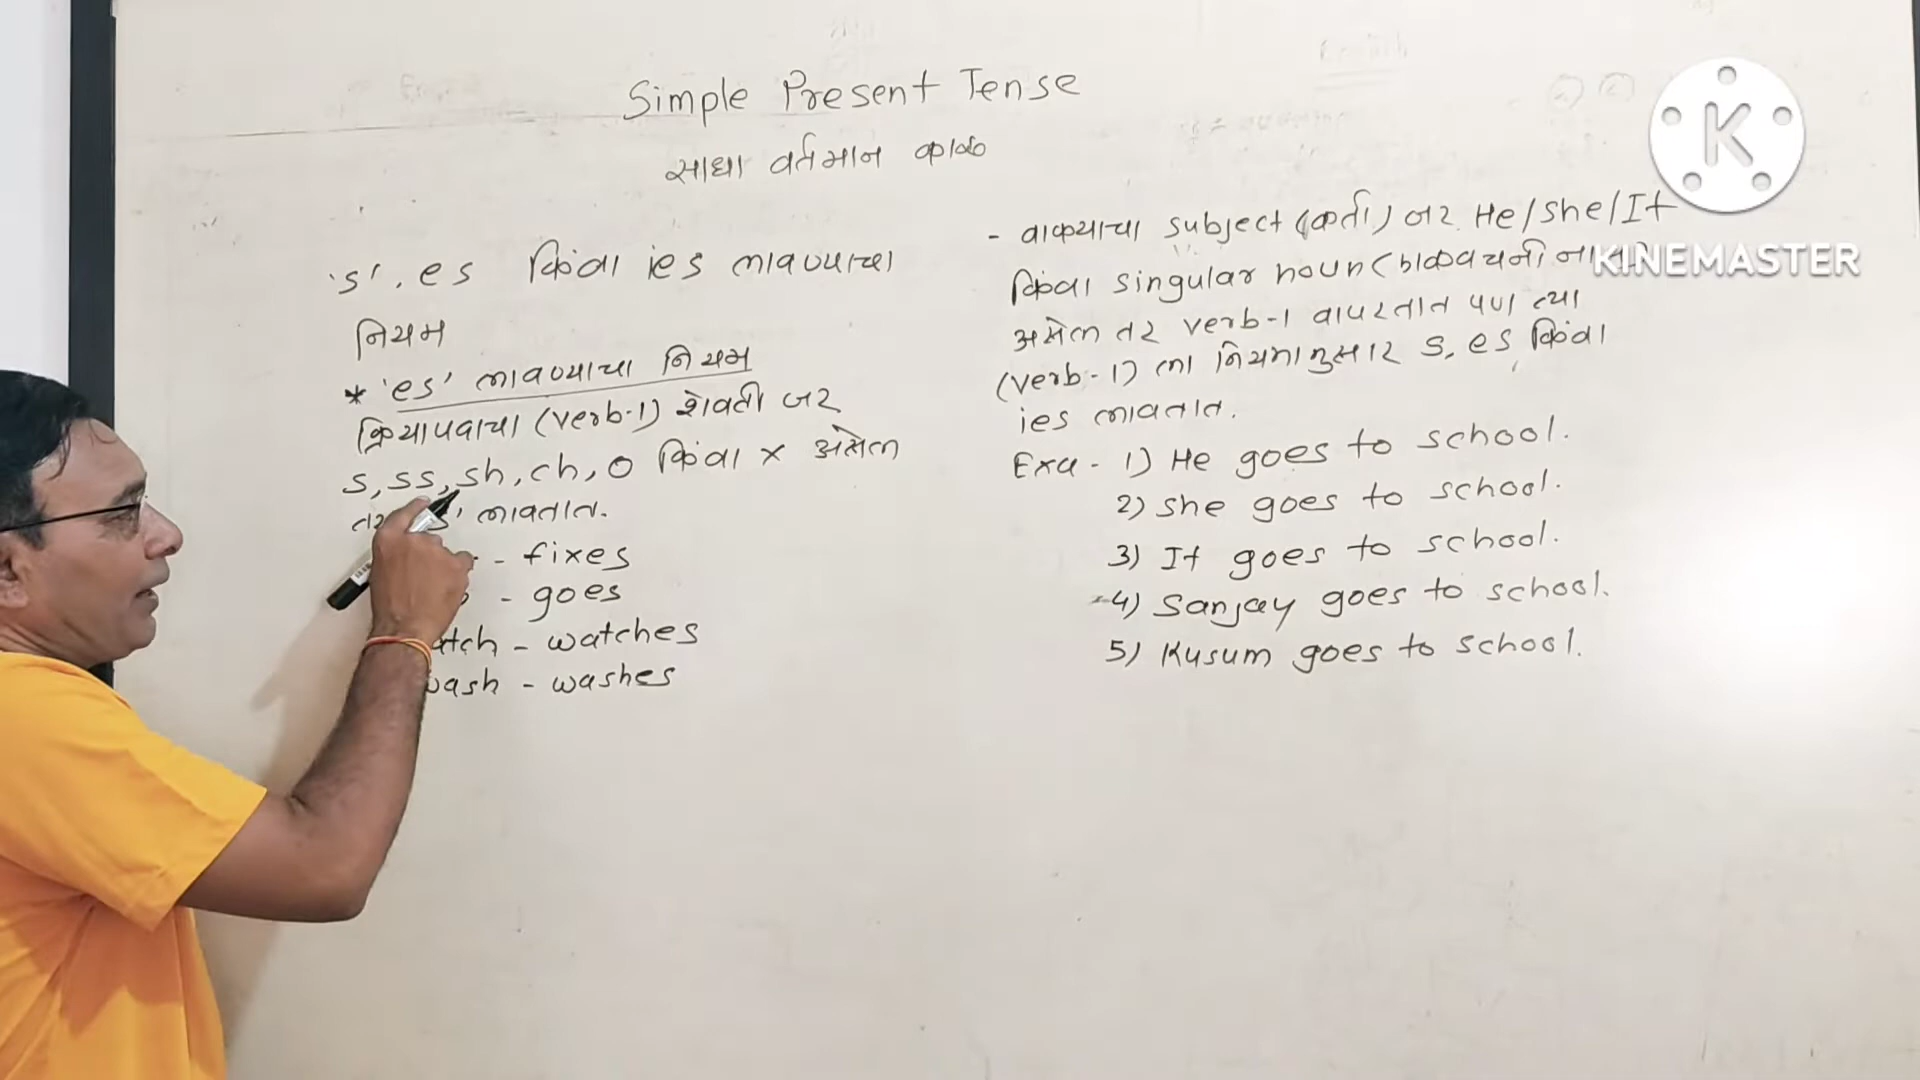 Simple Present Tense
साधा वर्तमान काळ
's', es किंवा ies लावण्याचा
नियम
* 'es' लावण्याचा नियम
क्रियापदाचा (verb-1) शेवटी जर
s, ss, sh, ch, o किंवा x असेल
तर लावतात.
- fixes
- goes
atch - watches
wash - washes
- वाक्याचा subject (कर्ता) जर He/she/It
किंवा singular noun (एकवचनी
असेल तर verb-1 वापरतात पण त्या
(verb-1) ला नियमानुसार s, es किंवा
ies लावतात.
Exa - 1) He goes to school.
2) she goes to school.
3) It goes to school.
4) Sanjay goes to school.
5) Kusum goes to school.
K
KINEMASTER